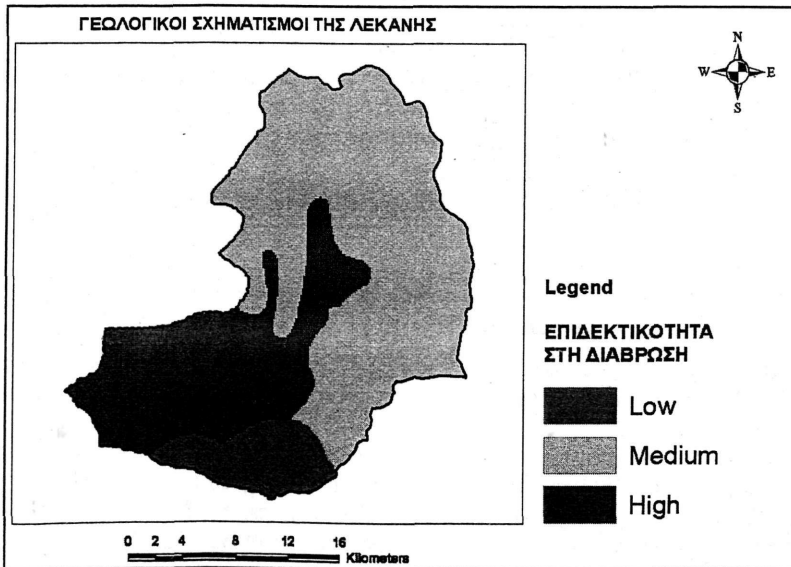 ΓΕΩΛΟΓΙΚΟΙ ΣΧΗΜΑΤΙΣΜΟΙ ΤΗΣ ΛΕΚΑΝΗΣ
N
W E
S
Legend
ΕΠΙΔΕΚΤΙΚΟΤΗΤΑ
ΣΤΗ ΔΙΑΒΡΩΣΗ
Low
Medium
High
0 2 4 8 12 16
Kilometers